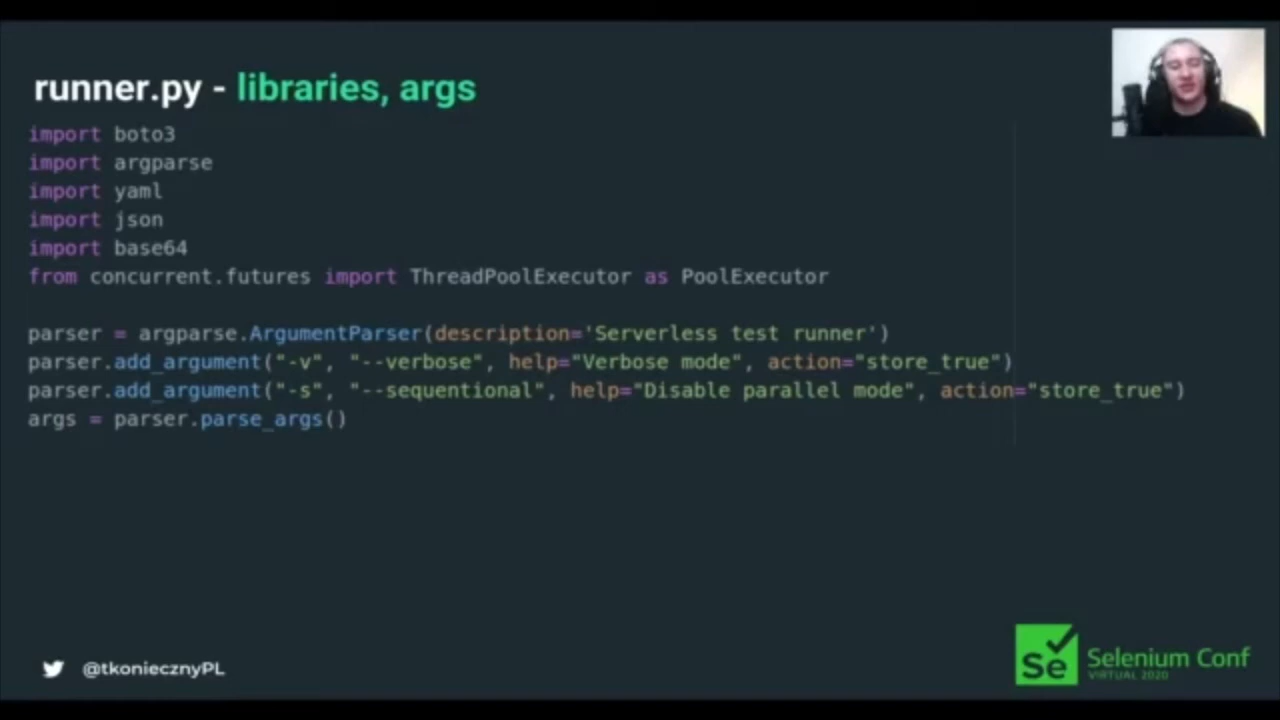 runner.py - libraries, args
import boto3
import argparse
import yaml
import json
import base64
from concurrent.futures import ThreadPoolExecutor as PoolExecutor
parser = argparse.ArgumentParser(description='Serverless test runner')
parser.add_argument("-v", "--verbose", help="Verbose mode", action="store_true")
parser.add_argument("-s", "--sequentional", help="Disable parallel mode", action="store_true")
args = parser.parse_args()
@tkoniecznyPL
Se Selenium Conf
VIRTUAL 2020